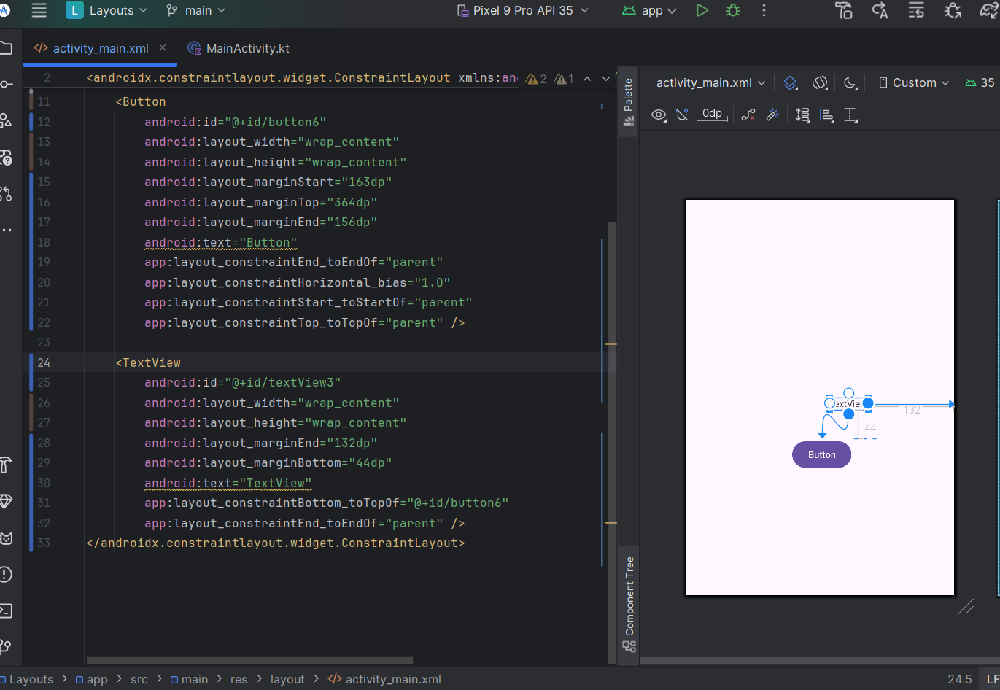 L Layouts main Pixel 9 Pro API 35 app
activity_main.xml MainActivity.kt
2 <androidx.constraintlayout.widget.ConstraintLayout xmlns:an 2 1
11 <Button
12 android:id="@+id/button6"
13 android:layout_width="wrap_content"
14 android:layout_height="wrap_content"
15 android:layout_marginStart="163dp"
16 android:layout_marginTop="364dp"
17 android:layout_marginEnd="156dp"
18 android:text="Button"
19 app:layout_constraintEnd_toEndOf="parent"
20 app:layout_constraintHorizontal_bias="1.0"
21 app:layout_constraintStart_toStartOf="parent"
22 app:layout_constraintTop_toTopOf="parent" />
23
24 <TextView
25 android:id="@+id/textView3"
26 android:layout_width="wrap_content"
27 android:layout_height="wrap_content"
28 android:layout_marginEnd="132dp"
29 android:layout_marginBottom="44dp"
30 android:text="TextView"
31 app:layout_constraintBottom_toTopOf="@+id/button6"
32 app:layout_constraintEnd_toEndOf="parent" />
33 </androidx.constraintlayout.widget.ConstraintLayout>
Palette
Component Tree
activity_main.xml Custom 35
0dp
extVie
132
44
Button
Layouts > app > src > main > res > layout > activity_main.xml 24:5 LF